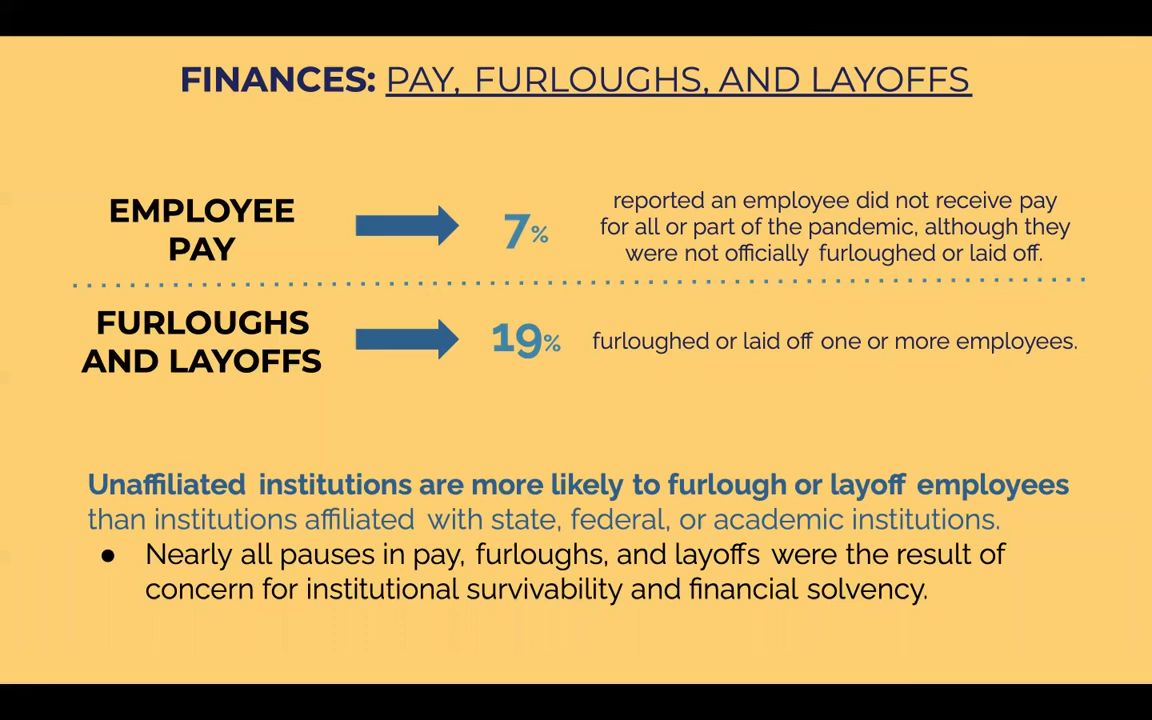 FINANCES: PAY, FURLOUGHS, AND LAYOFFS
EMPLOYEE
PAY
7%
reported an employee did not receive pay
for all or part of the pandemic, although they
were not officially furloughed or laid off.
FURLOUGHS
AND LAYOFFS
19%
furloughed or laid off one or more employees.
Unaffiliated institutions are more likely to furlough or layoff employees
than institutions affiliated with state, federal, or academic institutions.
● Nearly all pauses in pay, furloughs, and layoffs were the result of
concern for institutional survivability and financial solvency.